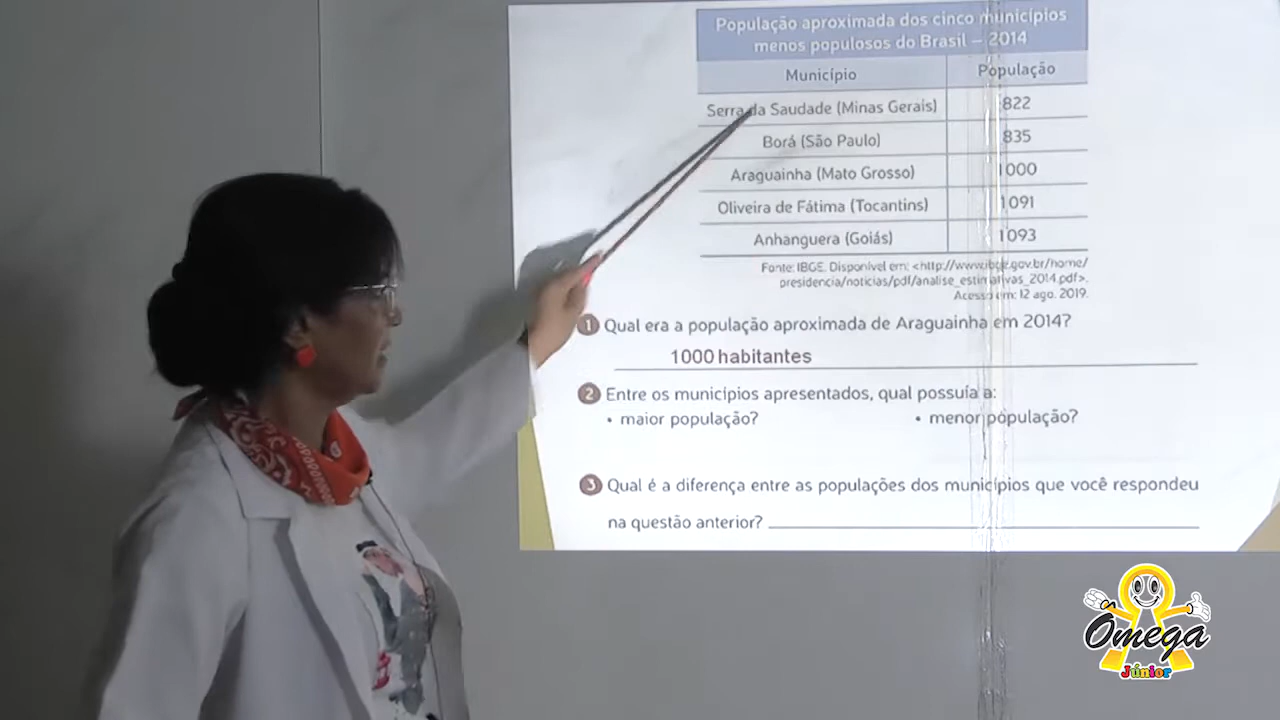 População aproximada dos cinco municípios
menos populosos do Brasil – 2014
Município População
Serra da Saudade (Minas Gerais) 822
Borá (São Paulo) 835
Araguainha (Mato Grosso) 1000
Oliveira de Fátima (Tocantins) 1091
Anhanguera (Goiás) 1093
Fonte: IBGE. Disponível em: <http://www.ibge.gov.br/home/
presidencia/noticias/pdf/analise_estimativas_2014.pdf>.
Acesso em: 12 ago. 2019.
1 Qual era a população aproximada de Araguainha em 2014?
1000 habitantes
2 Entre os municípios apresentados, qual possuía a:
• maior população? • menor população?
3 Qual é a diferença entre as populações dos municípios que você respondeu
na questão anterior?
Ômega
Júnior